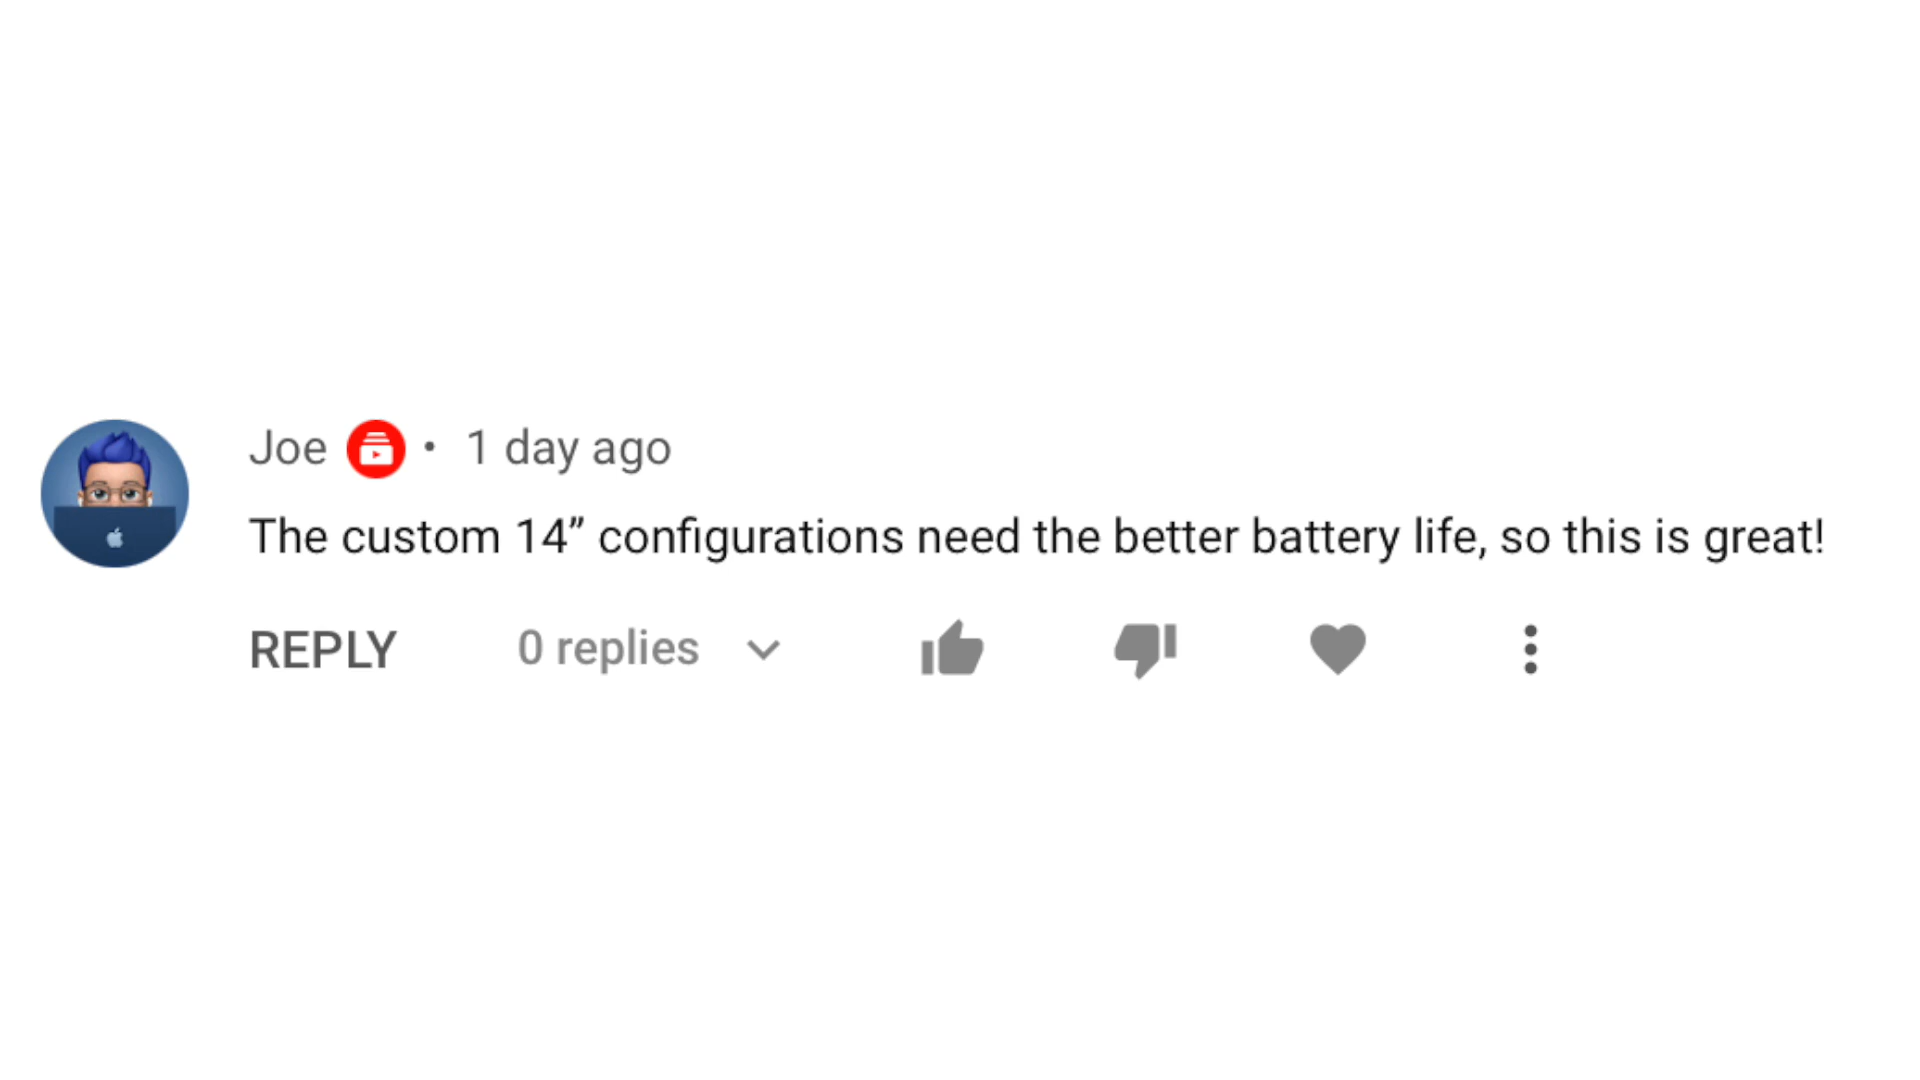 Joe • 1 day ago
The custom 14” configurations need the better battery life, so this is great!
REPLY 0 replies